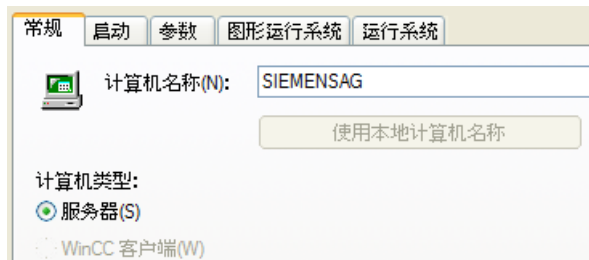 常规 启动 参数 图形运行系统 运行系统
计算机名称(N): SIEMENSAG
使用本地计算机名称
计算机类型:
服务器(S)
WinCC 客户端(W)